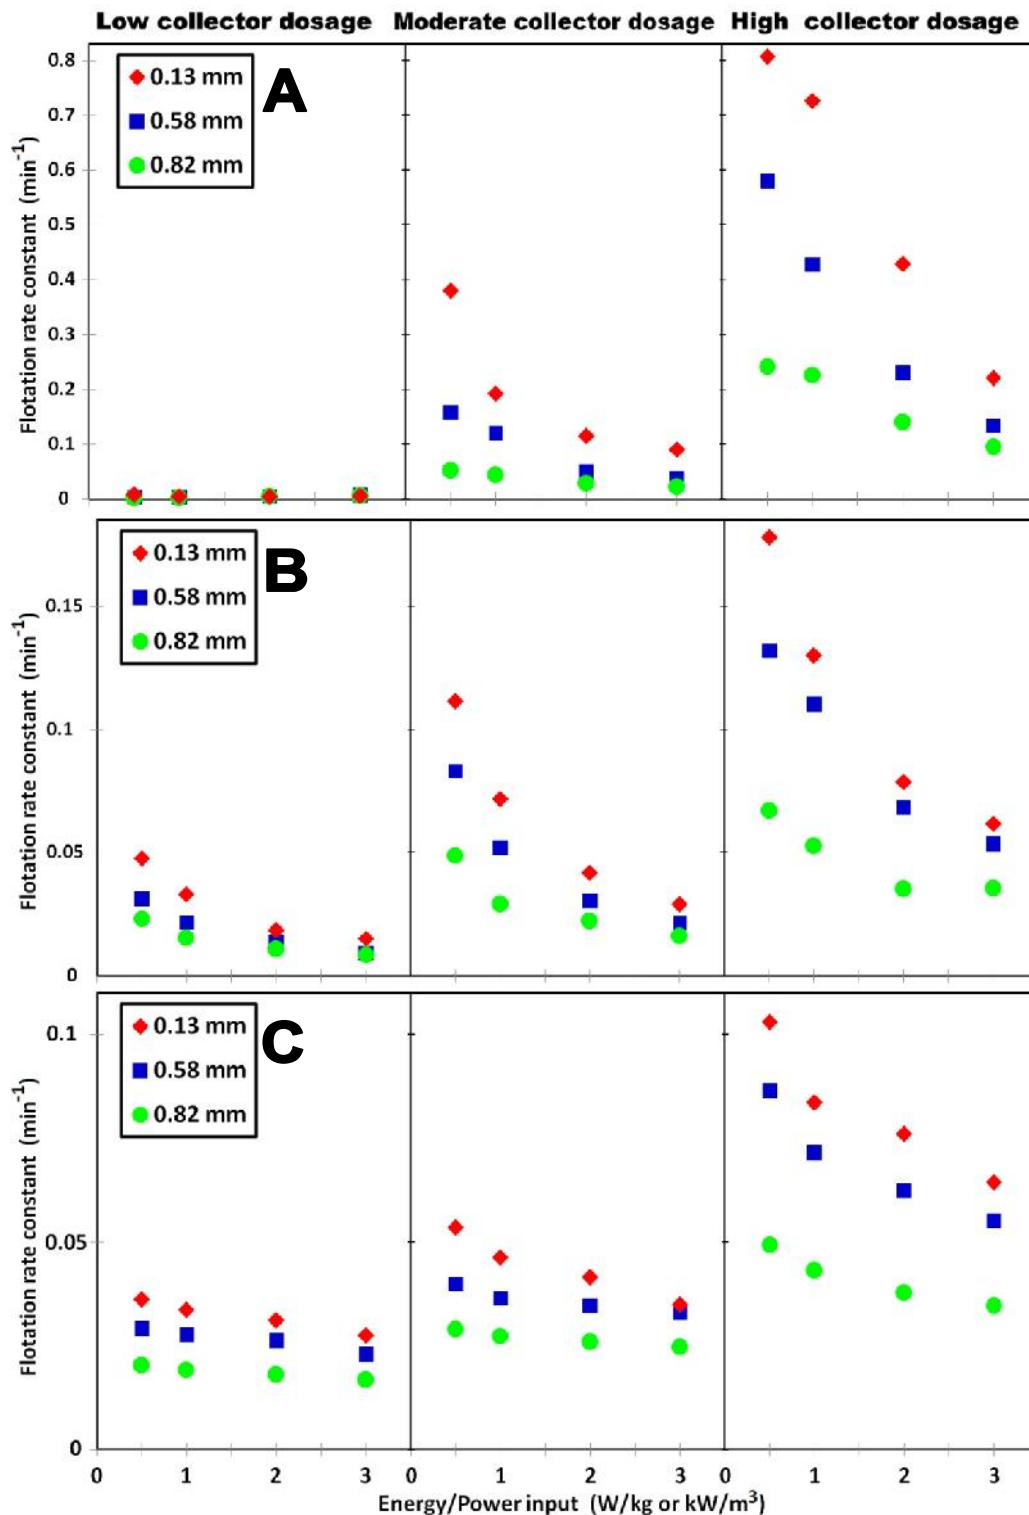 Low collector dosage Moderate collector dosage High collector dosage
A
0.13 mm
0.58 mm
0.82 mm
Flotation rate constant (min⁻¹)
0.8
0.7
0.6
0.5
0.4
0.3
0.2
0.1
0
B
0.13 mm
0.58 mm
0.82 mm
Flotation rate constant (min⁻¹)
0.15
0.1
0.05
0
C
0.13 mm
0.58 mm
0.82 mm
Flotation rate constant (min⁻¹)
0.1
0.05
0
0 1 2 3 0 1 2 3 0 1 2 3
Energy/Power input (W/kg or kW/m³)